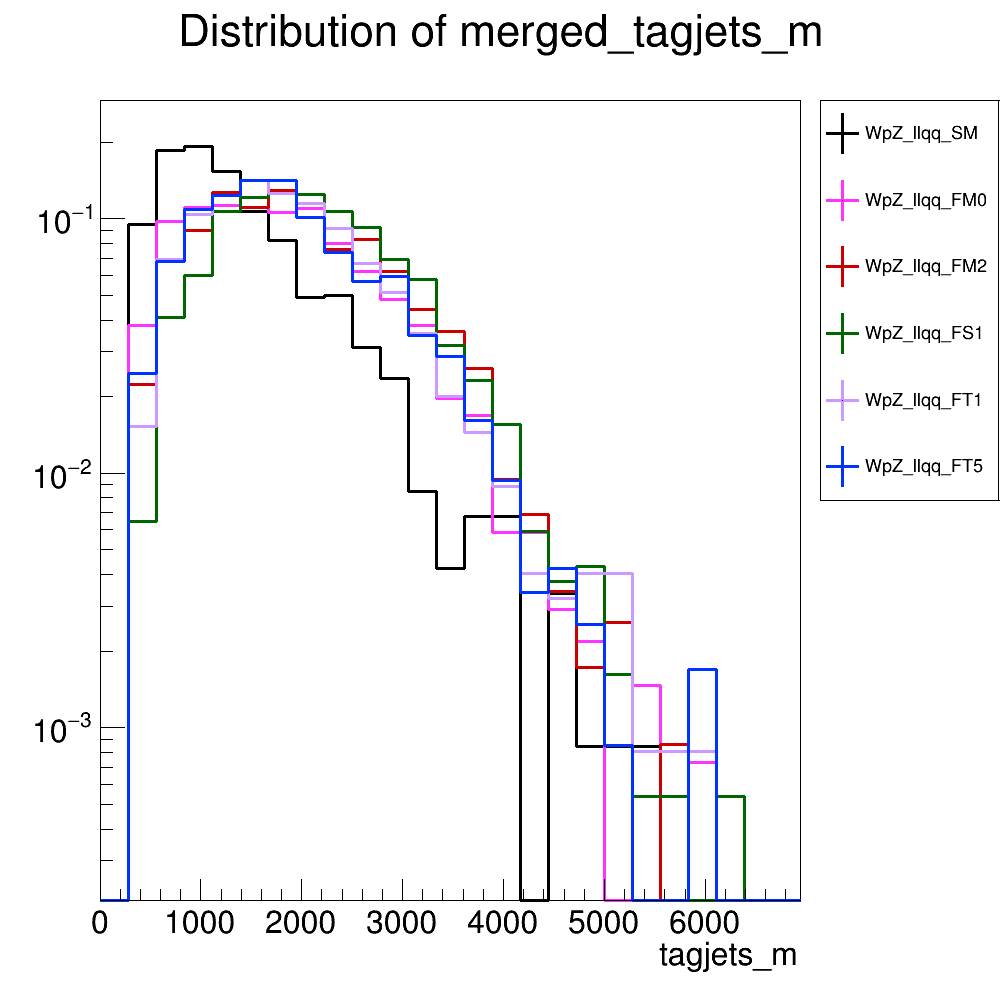 Distribution of merged_tagjets_m
WpZ_llqq_SM
WpZ_llqq_FM0
WpZ_llqq_FM2
WpZ_llqq_FS1
WpZ_llqq_FT1
WpZ_llqq_FT5
10−1
10−2
10−3
0 1000 2000 3000 4000 5000 6000
tagjets_m